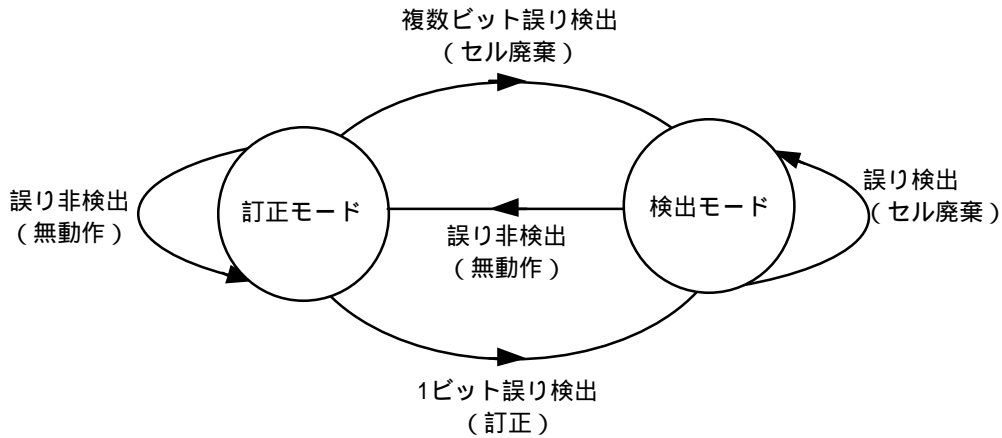 複数ビット誤り検出
（セル廃棄）
誤り非検出
（無動作）
訂正モード
検出モード
誤り検出
（セル廃棄）
誤り非検出
（無動作）
1ビット誤り検出
（訂正）